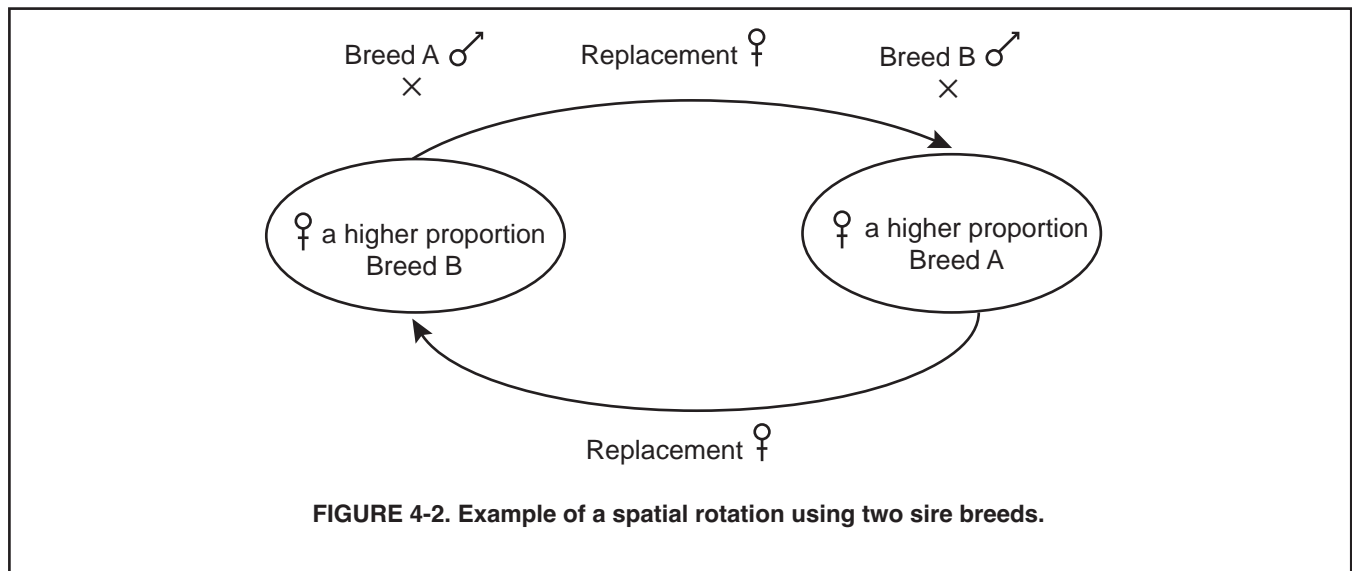 Breed A ♂ Replacement ♀ Breed B ♂
× ×
♀ a higher proportion
Breed B
♀ a higher proportion
Breed A
Replacement ♀
FIGURE 4-2. Example of a spatial rotation using two sire breeds.